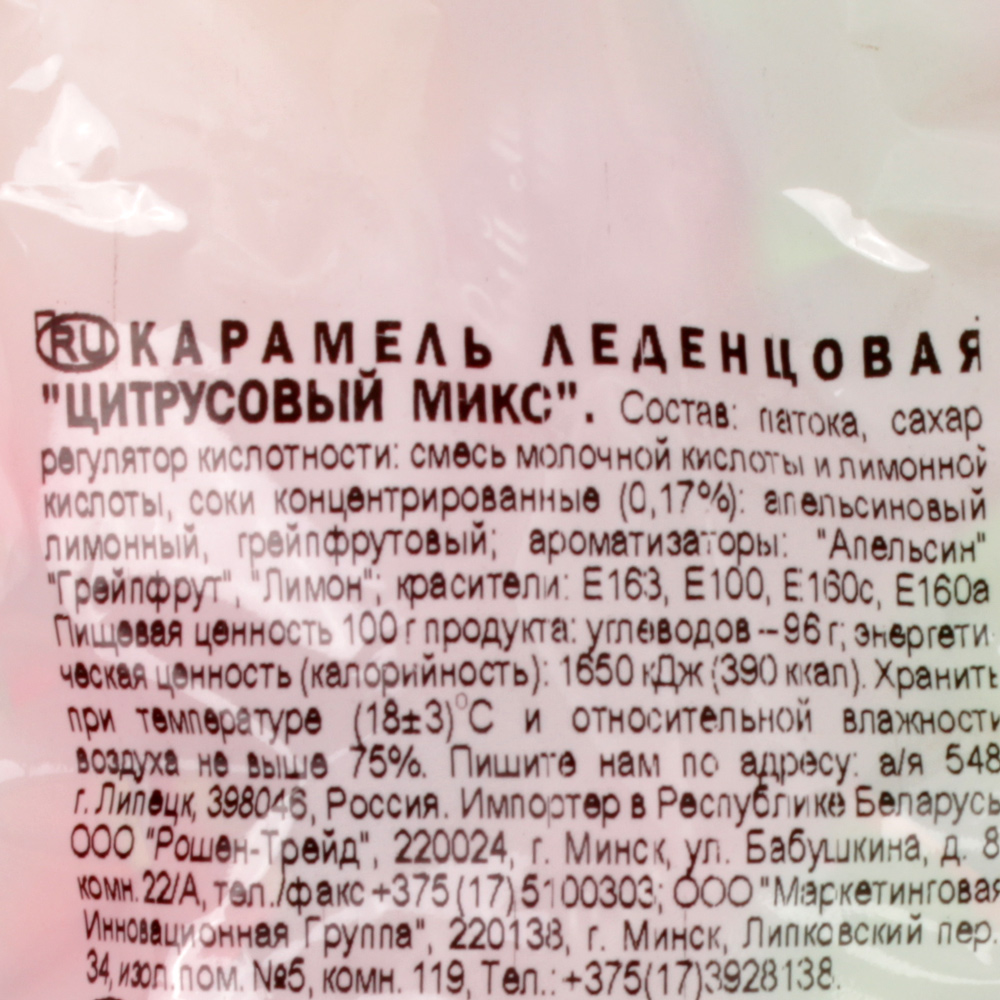 RU КАРАМЕЛЬ ЛЕДЕНЦОВАЯ
"ЦИТРУСОВЫЙ МИКС". Состав: патока, сахар
регулятор кислотности: смесь молочной кислоты и лимонной
кислоты, соки концентрированные (0,17%): апельсиновый
лимонный, грейпфрутовый; ароматизаторы: "Апельсин"
"Грейпфрут", "Лимон"; красители: Е163, Е100, Е160с, Е160а
Пищевая ценность 100 г продукта: углеводов – 96 г; энергети
ческая ценность (калорийность): 1650 кДж (390 ккал). Хранить
при температуре (18±3)°С и относительной влажности
воздуха не выше 75%. Пишите нам по адресу: а/я 548
г. Липецк, 398046, Россия. Импортер в Республике Беларусь
ООО "Рошен-Трейд", 220024, г. Минск, ул. Бабушкина, д. 8
комн. 22/А, тел./факс +375(17)5100303; ООО "Маркетинговая
Инновационная Группа", 220138, г. Минск, Липковский пер.
34, изол. пом. №5, комн. 119, Тел.: +375(17)3928138.